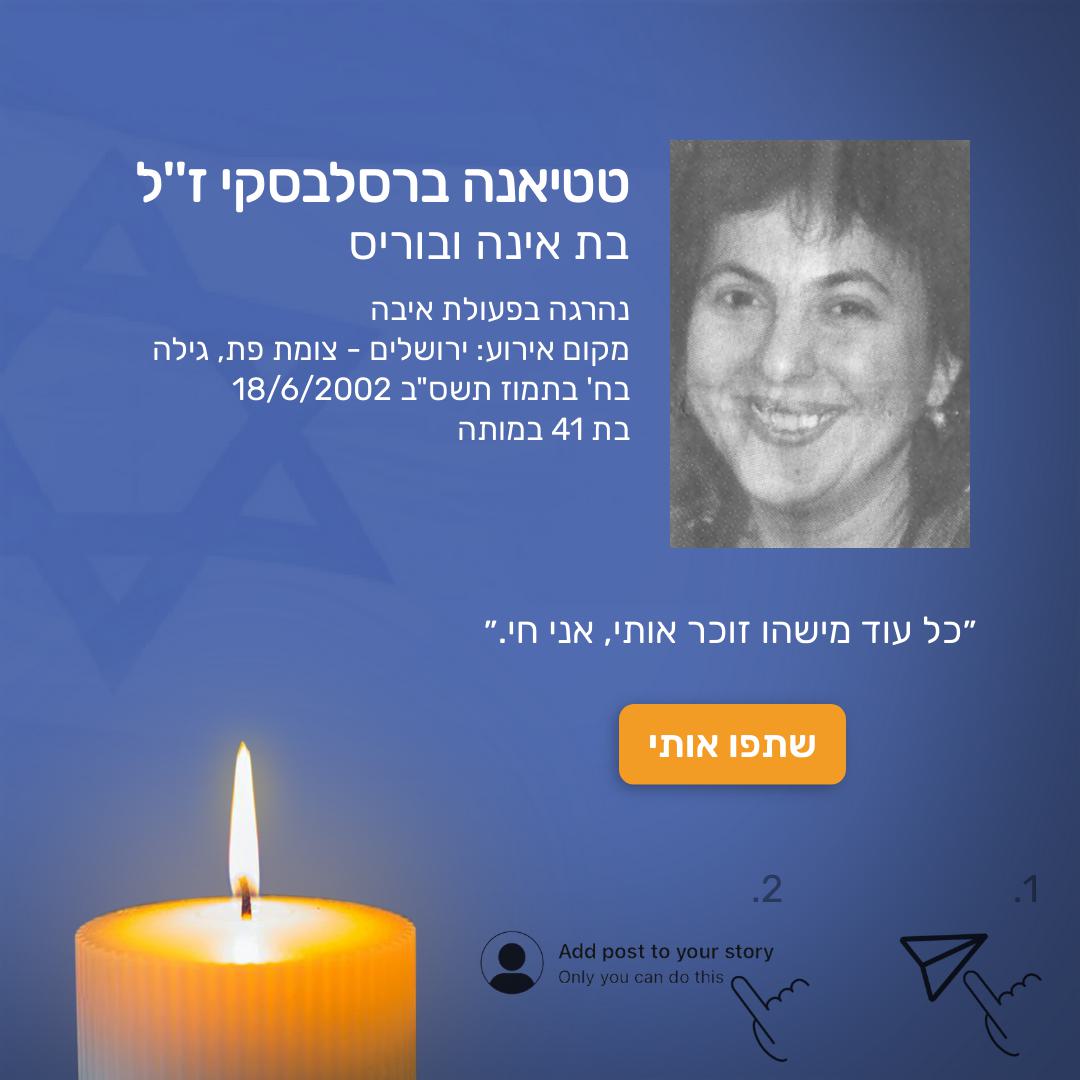 טטיאנה ברסלבסקי ז"ל
בת אינה ובוריס
נהרגה בפעולת איבה
מקום אירוע: ירושלים - צומת פת, גילה
בח' בתמוז תשס"ב 18/6/2002
בת 41 במותה
״כל עוד מישהו זוכר אותי, אני חי.״
שתפו אותי
.1
.2
Add post to your story
Only you can do this